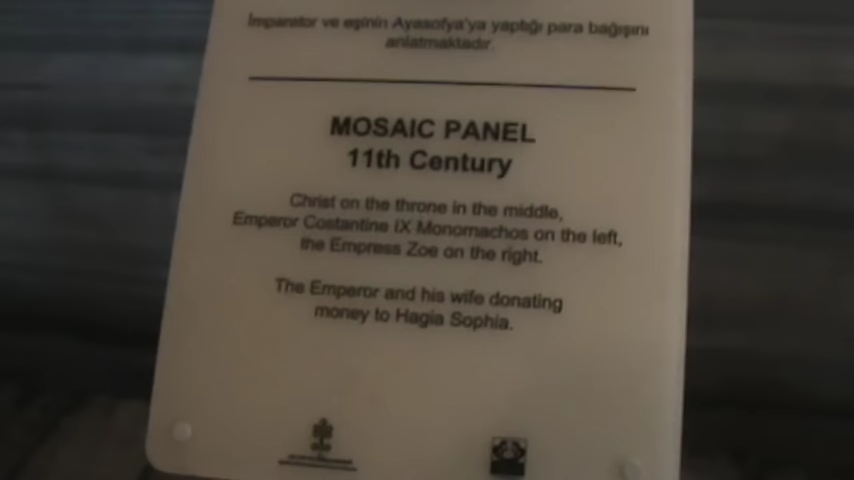 İmparator ve eşinin Ayasofya'ya yaptığı para bağışını
anlatmaktadır.
MOSAIC PANEL
11th Century
Christ on the throne in the middle,
Emperor Costantine IX Monomachos on the left,
the Empress Zoe on the right.
The Emperor and his wife donating
money to Hagia Sophia.